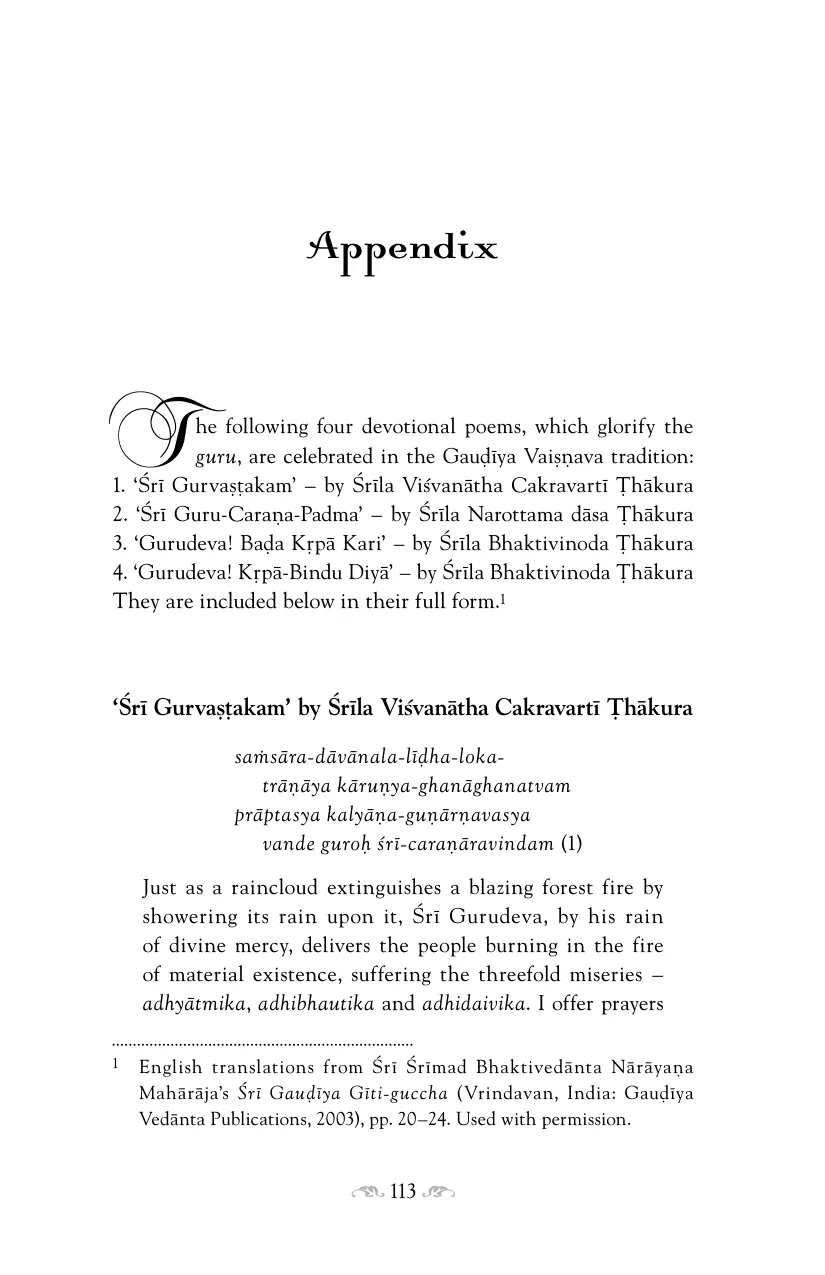 Appendix
The following four devotional poems, which glorify the
guru, are celebrated in the Gauḍīya Vaiṣṇava tradition:
1. ‘Śrī Gurvaṣṭakam’ – by Śrīla Viśvanātha Cakravartī Ṭhākura
2. ‘Śrī Guru-Caraṇa-Padma’ – by Śrīla Narottama dāsa Ṭhākura
3. ‘Gurudeva! Baḍa Kṛpā Kari’ – by Śrīla Bhaktivinoda Ṭhākura
4. ‘Gurudeva! Kṛpā-Bindu Diyā’ – by Śrīla Bhaktivinoda Ṭhākura
They are included below in their full form.1
‘Śrī Gurvaṣṭakam’ by Śrīla Viśvanātha Cakravartī Ṭhākura
saṁsāra-dāvānala-līḍha-loka-
trāṇāya kāruṇya-ghanāghanatvam
prāptasya kalyāṇa-guṇārṇavasya
vande guroḥ śrī-caraṇāravindam (1)
Just as a raincloud extinguishes a blazing forest fire by
showering its rain upon it, Śrī Gurudeva, by his rain
of divine mercy, delivers the people burning in the fire
of material existence, suffering the threefold miseries –
adhyātmika, adhibhautika and adhidaivika. I offer prayers
1 English translations from Śrī Śrīmad Bhaktivedānta Nārāyaṇa
Mahārāja’s Śrī Gauḍīya Gīti-guccha (Vrindavan, India: Gauḍīya
Vedānta Publications, 2003), pp. 20–24. Used with permission.
113